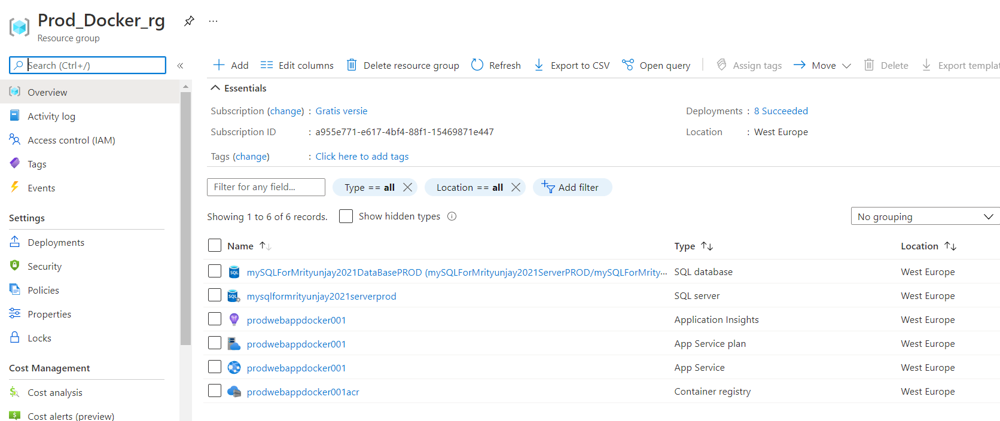 Prod_Docker_rg
Resource group
Search (Ctrl+/)
Overview
Activity log
Access control (IAM)
Tags
Events
Settings
Deployments
Security
Policies
Properties
Locks
Cost Management
Cost analysis
Cost alerts (preview)
Add Edit columns Delete resource group Refresh Export to CSV Open query Assign tags Move Delete Export templat
Essentials
Subscription (change) : Gratis versie Deployments : 8 Succeeded
Subscription ID : a955e771-e617-4bf4-88f1-15469871e447 Location : West Europe
Tags (change) : Click here to add tags
Filter for any field... Type == all Location == all Add filter
Showing 1 to 6 of 6 records. Show hidden types No grouping
Name Type Location
SQL mySQLForMrityunjay2021DataBasePROD (mySQLForMrityunjay2021ServerPROD/mySQLForMrity... SQL database West Europe
SQL mysqlformrityunjay2021serverprod SQL server West Europe
prodwebappdocker001 Application Insights West Europe
prodwebappdocker001 App Service plan West Europe
prodwebappdocker001 App Service West Europe
prodwebappdocker001acr Container registry West Europe